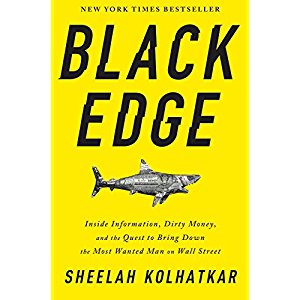 NEW YORK TIMES BESTSELLER
BLACK
EDGE
Inside Information, Dirty Money,
and the Quest to Bring Down
the Most Wanted Man on Wall Street
SHEELAH KOLHATKAR